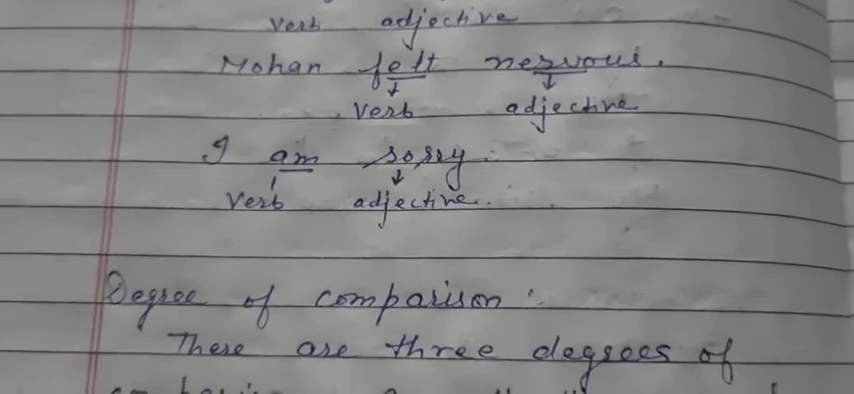 verb adjective
Mohan felt nervous.
verb adjective
I am sorry.
verb adjective.
Degree of comparison :
There are three degrees of